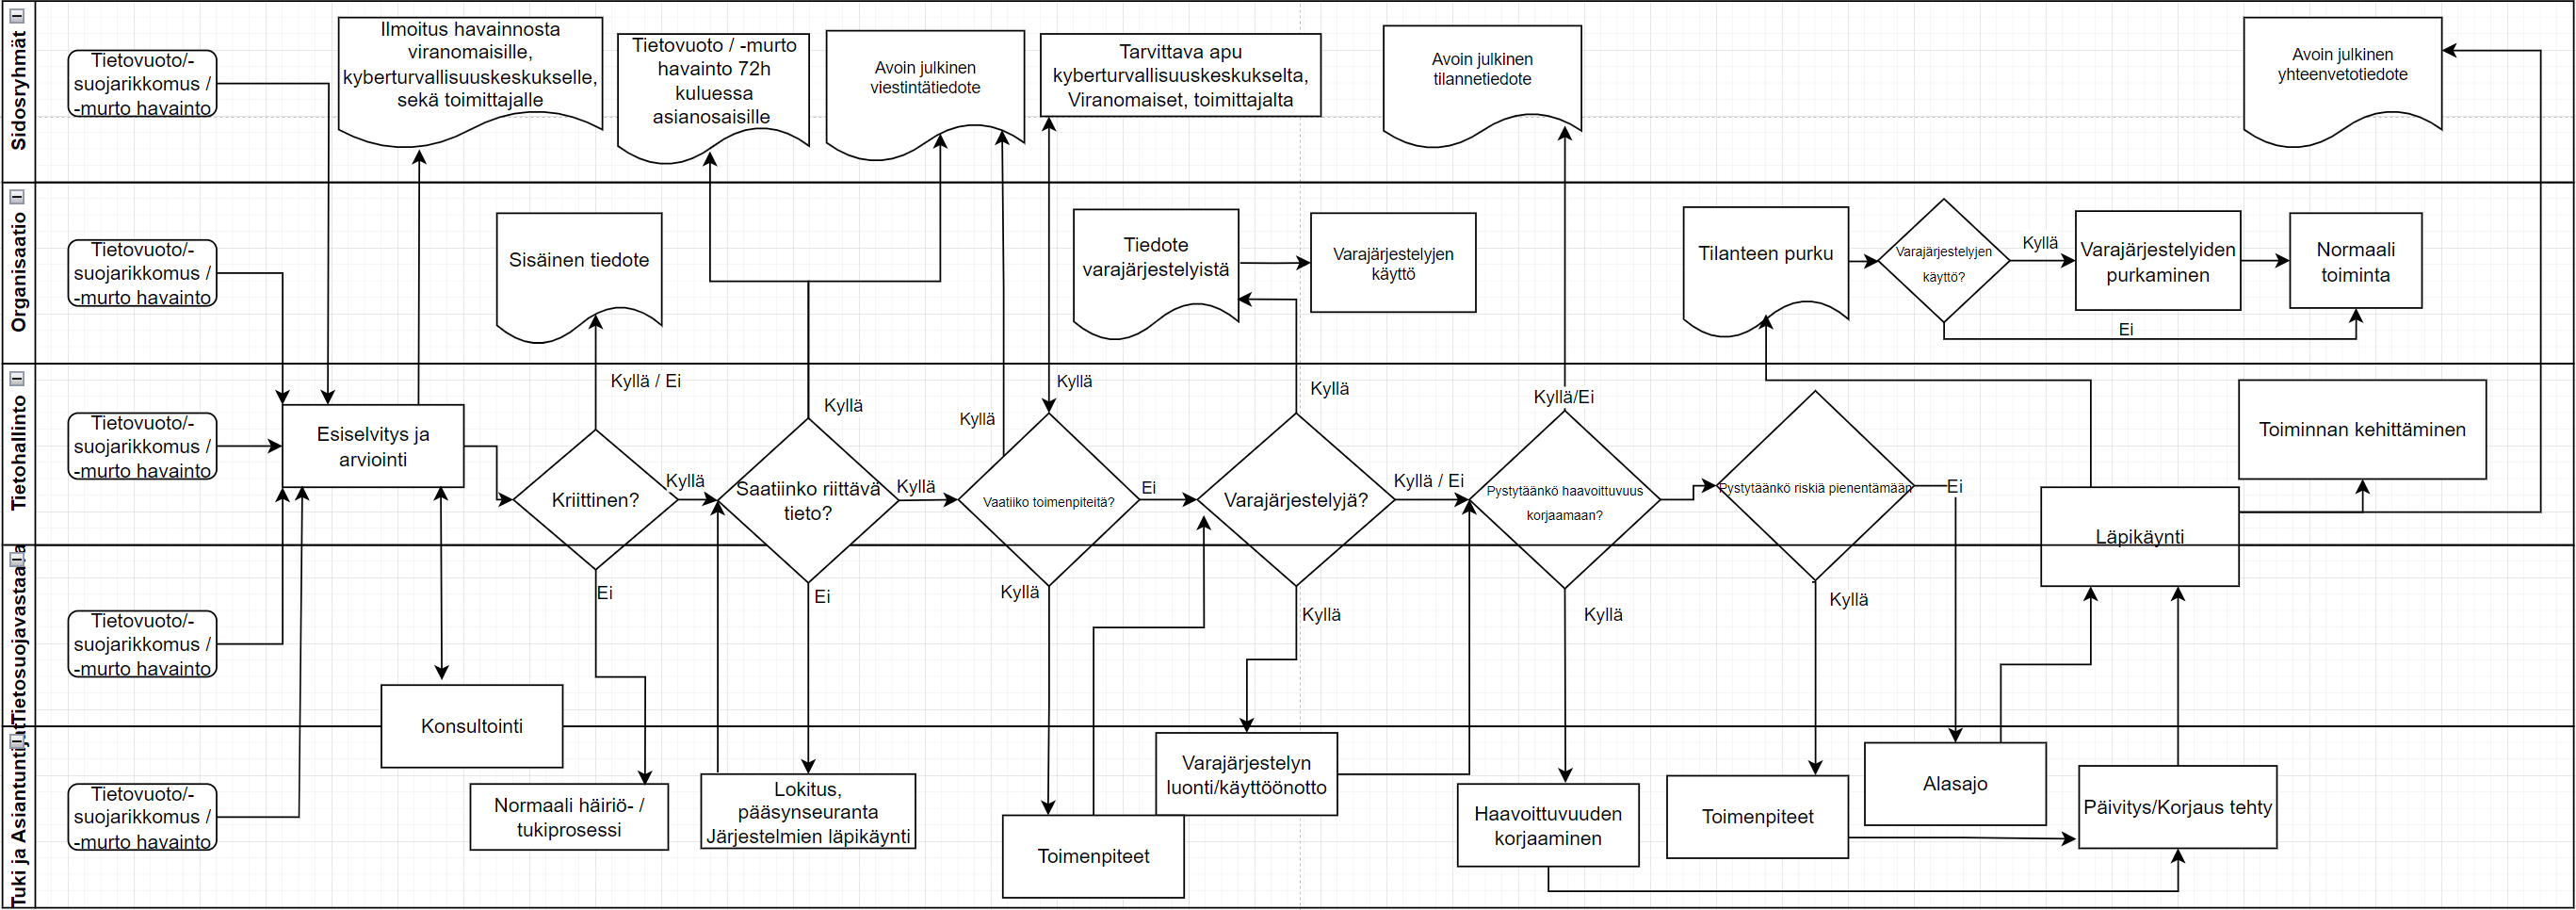 Sidosryhmät
Tietovuoto/-
suojarikkomus /
-murto havainto
Ilmoitus havainnosta
viranomaisille,
kyberturvallisuuskeskukselle,
sekä toimittajalle
Tietovuoto / -murto
havainto 72h
kuluessa
asianosaisille
Avoin julkinen
viestintätiedote
Tarvittava apu
kyberturvallisuuskeskukselta,
Viranomaiset, toimittajalta
Avoin julkinen
tilannetiedote
Avoin julkinen
yhteenvetotiedote
Organisaatio
Tietovuoto/-
suojarikkomus /
-murto havainto
Sisäinen tiedote
Tiedote
varajärjestelyistä
Varajärjestelyjen
käyttö
Tilanteen purku
Varajärjestelyjen
käyttö?
Kyllä
Ei
Varajärjestelyiden
purkaminen
Normaali
toiminta
Tietohallinto
Tietovuoto/-
suojarikkomus /
-murto havainto
Esiselvitys ja
arviointi
Kyllä / Ei
Kriittinen?
Kyllä
Ei
Kyllä
Saatiinko riittävä
tieto?
Kyllä
Ei
Kyllä
Kyllä
Vaatiiko toimenpiteitä?
Ei
Kyllä
Kyllä
Varajärjestelyjä?
Kyllä / Ei
Kyllä
Kyllä/Ei
Pystytäänkö haavoittuvuus
korjaamaan?
Kyllä
Pystytäänkö riskiä pienentämään
Ei
Kyllä
Läpikäynti
Toiminnan kehittäminen
Tietosuojavastaa
Tietovuoto/-
suojarikkomus /
-murto havainto
Konsultointi
Tuki ja Asiantuntijat
Tietovuoto/-
suojarikkomus /
-murto havainto
Normaali häiriö- /
tukiprosessi
Lokitus,
pääsynseuranta
Järjestelmien läpikäynti
Toimenpiteet
Varajärjestelyn
luonti/käyttöönotto
Haavoittuvuuden
korjaaminen
Toimenpiteet
Alasajo
Päivitys/Korjaus tehty